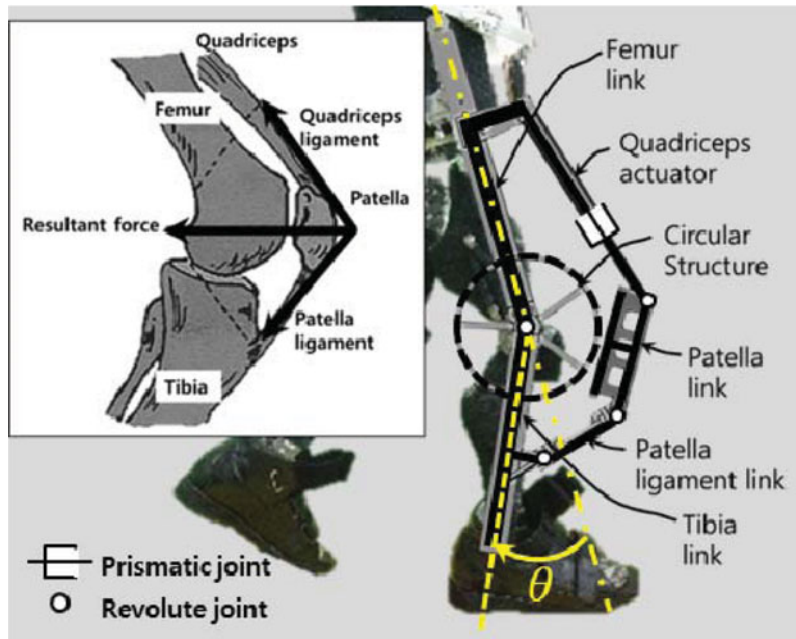 Quadriceps
Femur
Quadriceps
ligament
Patella
Resultant force
Patella
ligament
Tibia
Femur
link
Quadriceps
actuator
Circular
Structure
Patella
link
Patella
ligament link
Tibia
link
θ
Prismatic joint
Revolute joint